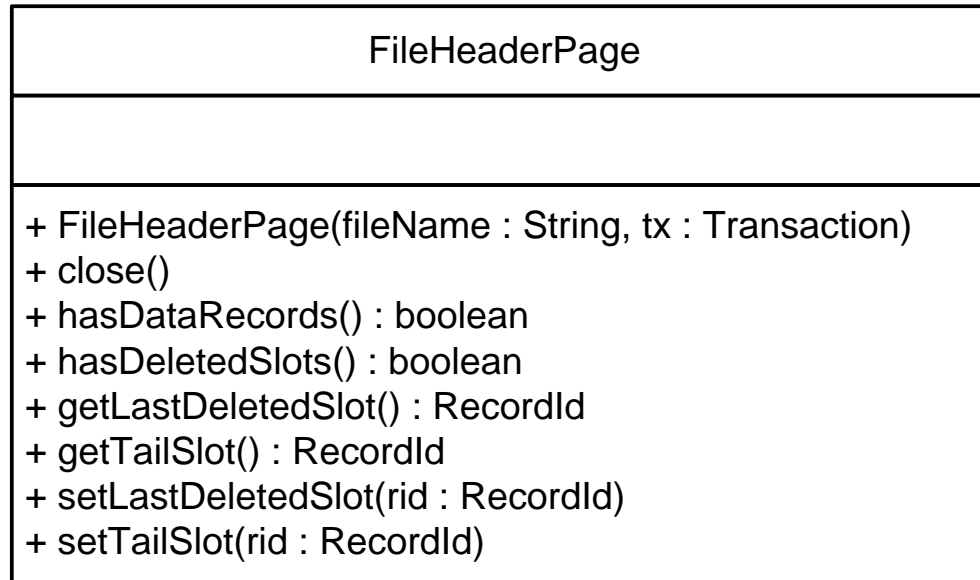 FileHeaderPage
+ FileHeaderPage(fileName : String, tx : Transaction)
+ close()
+ hasDataRecords() : boolean
+ hasDeletedSlots() : boolean
+ getLastDeletedSlot() : RecordId
+ getTailSlot() : RecordId
+ setLastDeletedSlot(rid : RecordId)
+ setTailSlot(rid : RecordId)